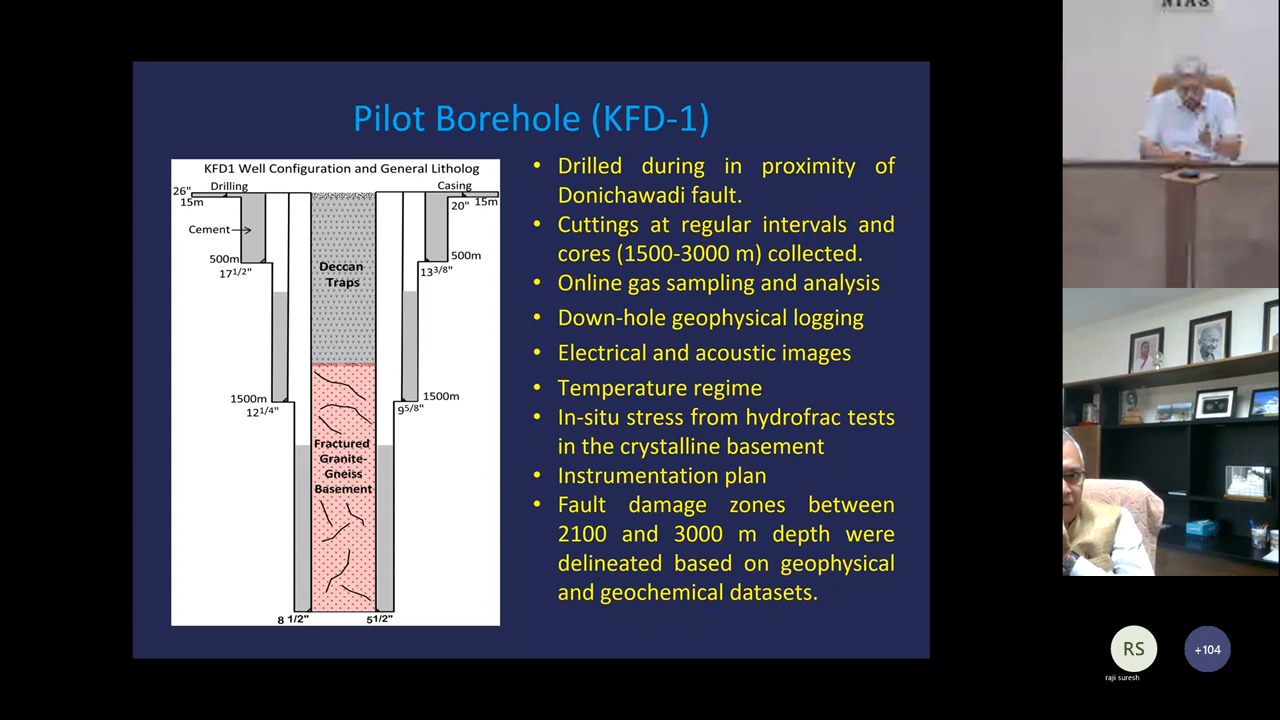 NIAS
Pilot Borehole (KFD-1)
KFD1 Well Configuration and General Litholog
Drilling
Casing
26"
15m
20"
15m
Cement
500m
17 1/2"
500m
13 3/8"
Deccan
Traps
1500m
12 1/4"
1500m
9 5/8"
Fractured
Granite-
Gneiss
Basement
8 1/2"
5 1/2"
• Drilled during in proximity of
Donichawadi fault.
• Cuttings at regular intervals and
cores (1500-3000 m) collected.
• Online gas sampling and analysis
• Down-hole geophysical logging
• Electrical and acoustic images
• Temperature regime
• In-situ stress from hydrofrac tests
in the crystalline basement
• Instrumentation plan
• Fault damage zones between
2100 and 3000 m depth were
delineated based on geophysical
and geochemical datasets.
RS
+104
raji suresh